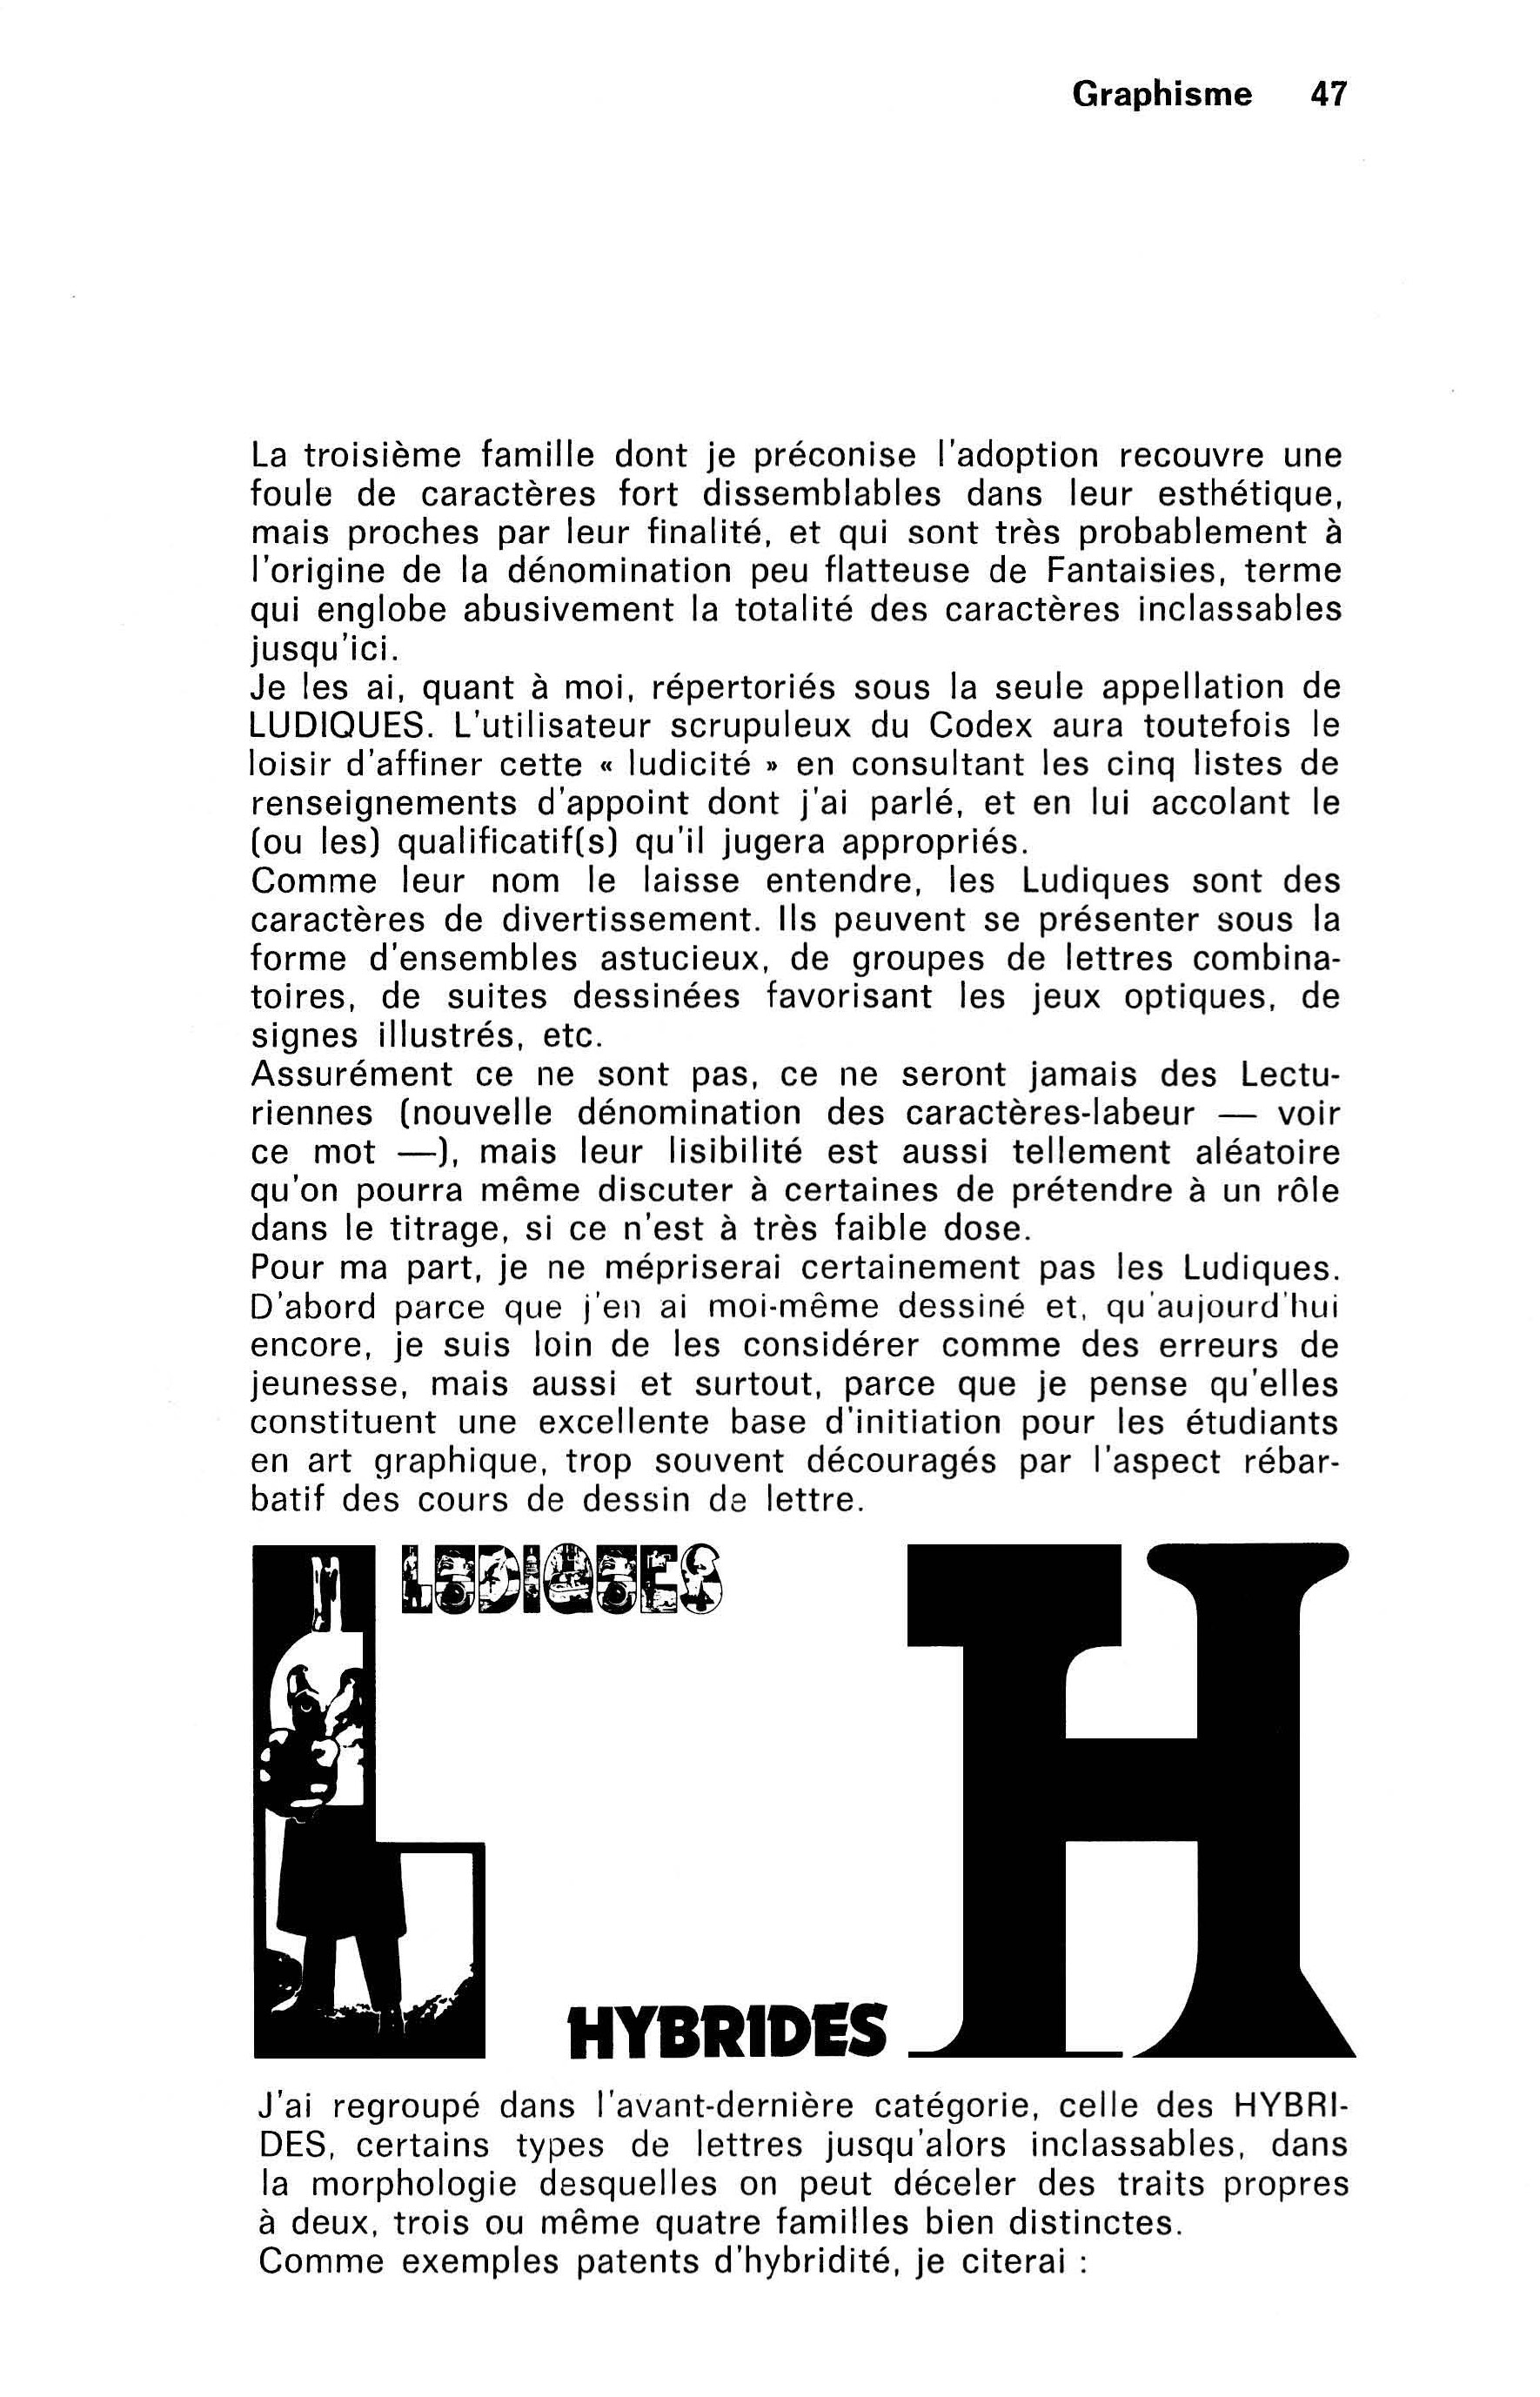 Graphisme 47
La troisième famille dont je préconise l'adoption recouvre une
foule de caractères fort dissemblables dans leur esthétique,
mais proches par leur finalité, et qui sont très probablement à
l'origine de la dénomination peu flatteuse de Fantaisies, terme
qui englobe abusivement la totalité des caractères inclassables
jusqu'ici.
Je les ai, quant à moi, répertoriés sous la seule appellation de
LUDIQUES. L'utilisateur scrupuleux du Codex aura toutefois le
loisir d'affiner cette « ludicité » en consultant les cinq listes de
renseignements d'appoint dont j'ai parlé, et en lui accolant le
(ou les) qualificatif(s) qu'il jugera appropriés.
Comme leur nom le laisse entendre, les Ludiques sont des
caractères de divertissement. Ils peuvent se présenter sous la
forme d'ensembles astucieux, de groupes de lettres combina-
toires, de suites dessinées favorisant les jeux optiques, de
signes illustrés, etc.
Assurément ce ne sont pas, ce ne seront jamais des Lectu-
riennes (nouvelle dénomination des caractères-labeur — voir
ce mot —), mais leur lisibilité est aussi tellement aléatoire
qu'on pourra même discuter à certaines de prétendre à un rôle
dans le titrage, si ce n'est à très faible dose.
Pour ma part, je ne mépriserai certainement pas les Ludiques.
D'abord parce que j'en ai moi-même dessiné et, qu'aujourd'hui
encore, je suis loin de les considérer comme des erreurs de
jeunesse, mais aussi et surtout, parce que je pense qu'elles
constituent une excellente base d'initiation pour les étudiants
en art graphique, trop souvent découragés par l'aspect rébar-
batif des cours de dessin de lettre.
L
LUDIQUES
HYBRIDES
H
J'ai regroupé dans l'avant-dernière catégorie, celle des HYBRI-
DES, certains types de lettres jusqu'alors inclassables, dans
la morphologie desquelles on peut déceler des traits propres
à deux, trois ou même quatre familles bien distinctes.
Comme exemples patents d'hybridité, je citerai :